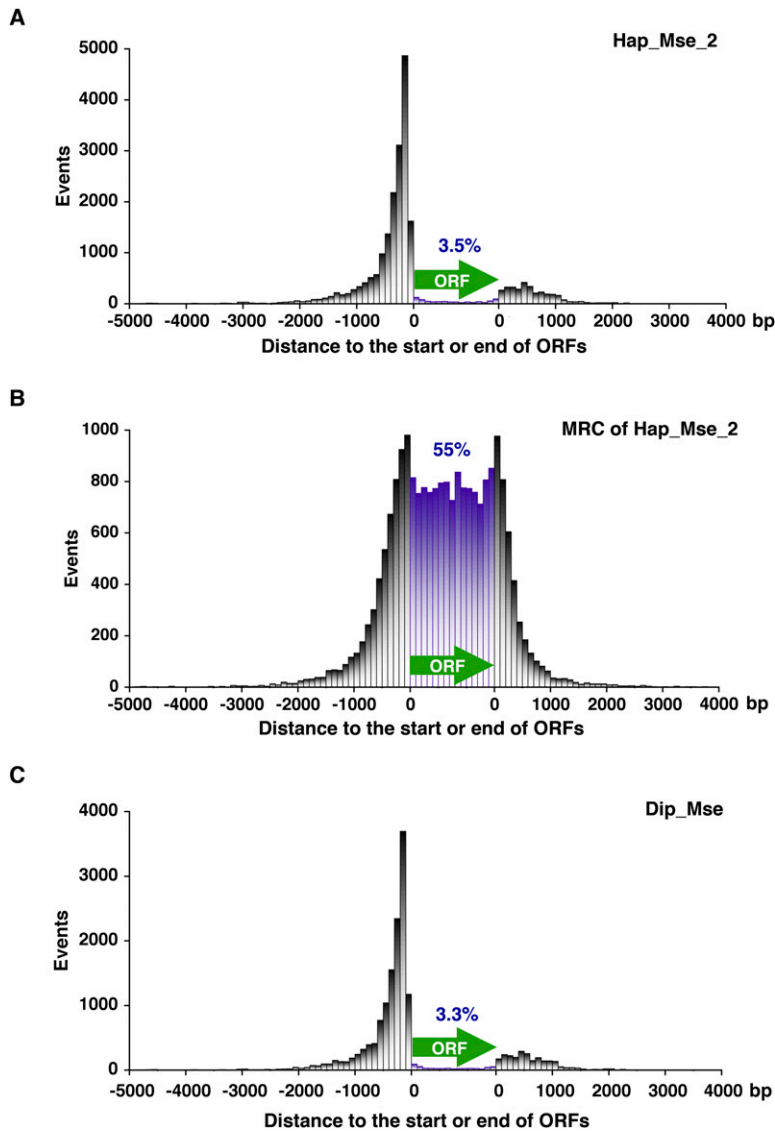 A
Hap_Mse_2
5000
4000
3000
2000
1000
0
Events
3.5%
ORF
-5000 -4000 -3000 -2000 -1000 0 0 1000 2000 3000 4000 bp
Distance to the start or end of ORFs
B
MRC of Hap_Mse_2
1000
800
600
400
200
0
Events
55%
ORF
-5000 -4000 -3000 -2000 -1000 0 0 1000 2000 3000 4000 bp
Distance to the start or end of ORFs
C
Dip_Mse
4000
3000
2000
1000
0
Events
3.3%
ORF
-5000 -4000 -3000 -2000 -1000 0 0 1000 2000 3000 4000 bp
Distance to the start or end of ORFs